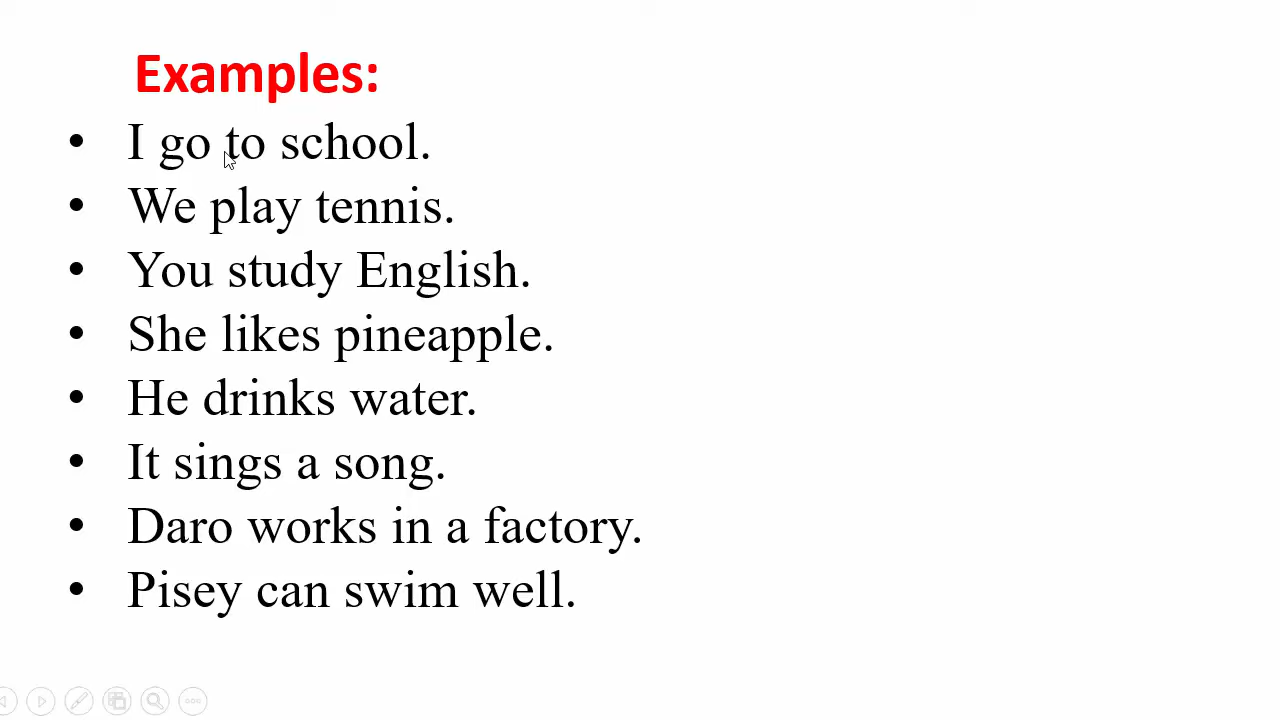 Examples:
• I go to school.
• We play tennis.
• You study English.
• She likes pineapple.
• He drinks water.
• It sings a song.
• Daro works in a factory.
• Pisey can swim well.